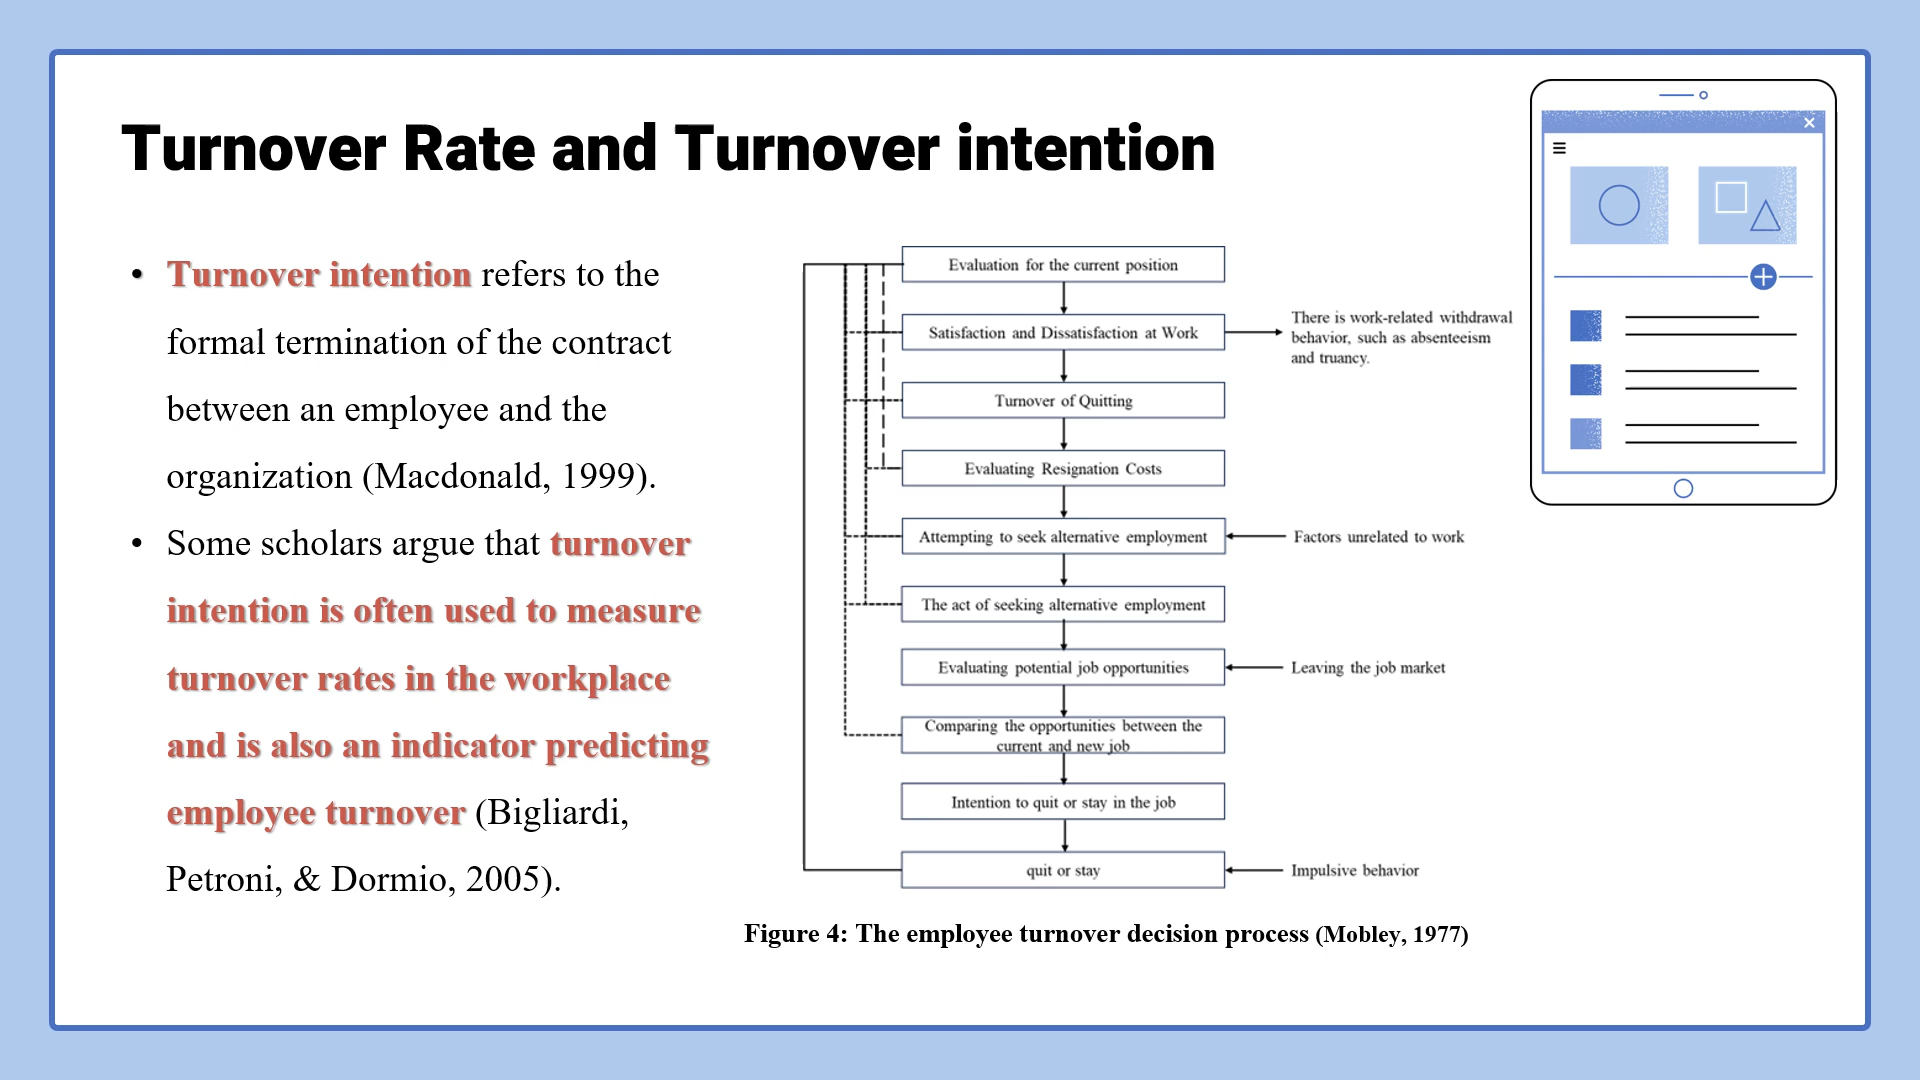 Turnover Rate and Turnover intention
• Turnover intention refers to the
formal termination of the contract
between an employee and the
organization (Macdonald, 1999).
• Some scholars argue that turnover
intention is often used to measure
turnover rates in the workplace
and is also an indicator predicting
employee turnover (Bigliardi,
Petroni, & Dormio, 2005).
Evaluation for the current position
Satisfaction and Dissatisfaction at Work
There is work-related withdrawal
behavior, such as absenteeism
and truancy.
Turnover of Quitting
Evaluating Resignation Costs
Attempting to seek alternative employment
Factors unrelated to work
The act of seeking alternative employment
Evaluating potential job opportunities
Leaving the job market
Comparing the opportunities between the
current and new job
Intention to quit or stay in the job
quit or stay
Impulsive behavior
Figure 4: The employee turnover decision process (Mobley, 1977)